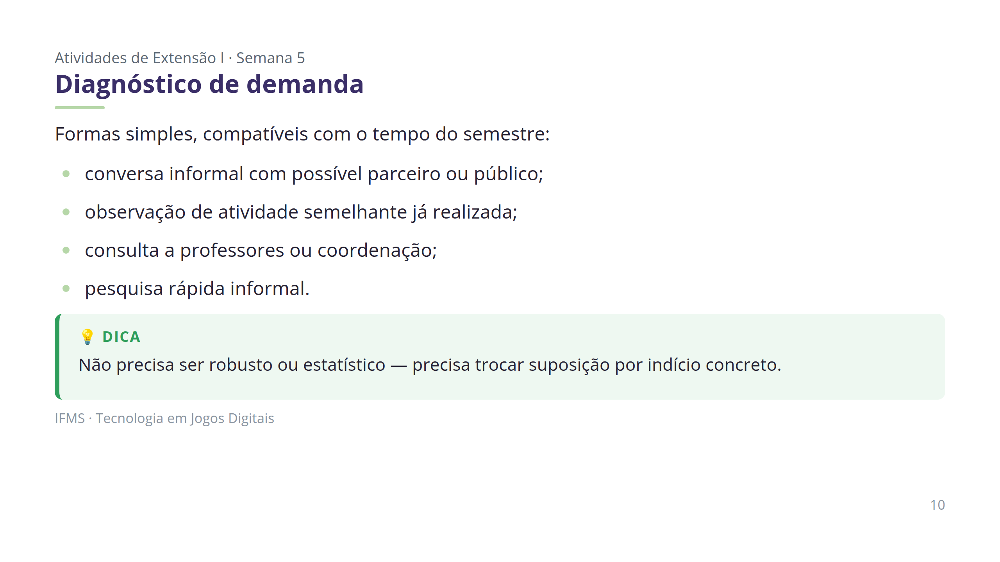 Atividades de Extensão I · Semana 5
Diagnóstico de demanda
Formas simples, compatíveis com o tempo do semestre:
• conversa informal com possível parceiro ou público;
• observação de atividade semelhante já realizada;
• consulta a professores ou coordenação;
• pesquisa rápida informal.
💡 DICA
Não precisa ser robusto ou estatístico — precisa trocar suposição por indício concreto.
IFMS · Tecnologia em Jogos Digitais
10